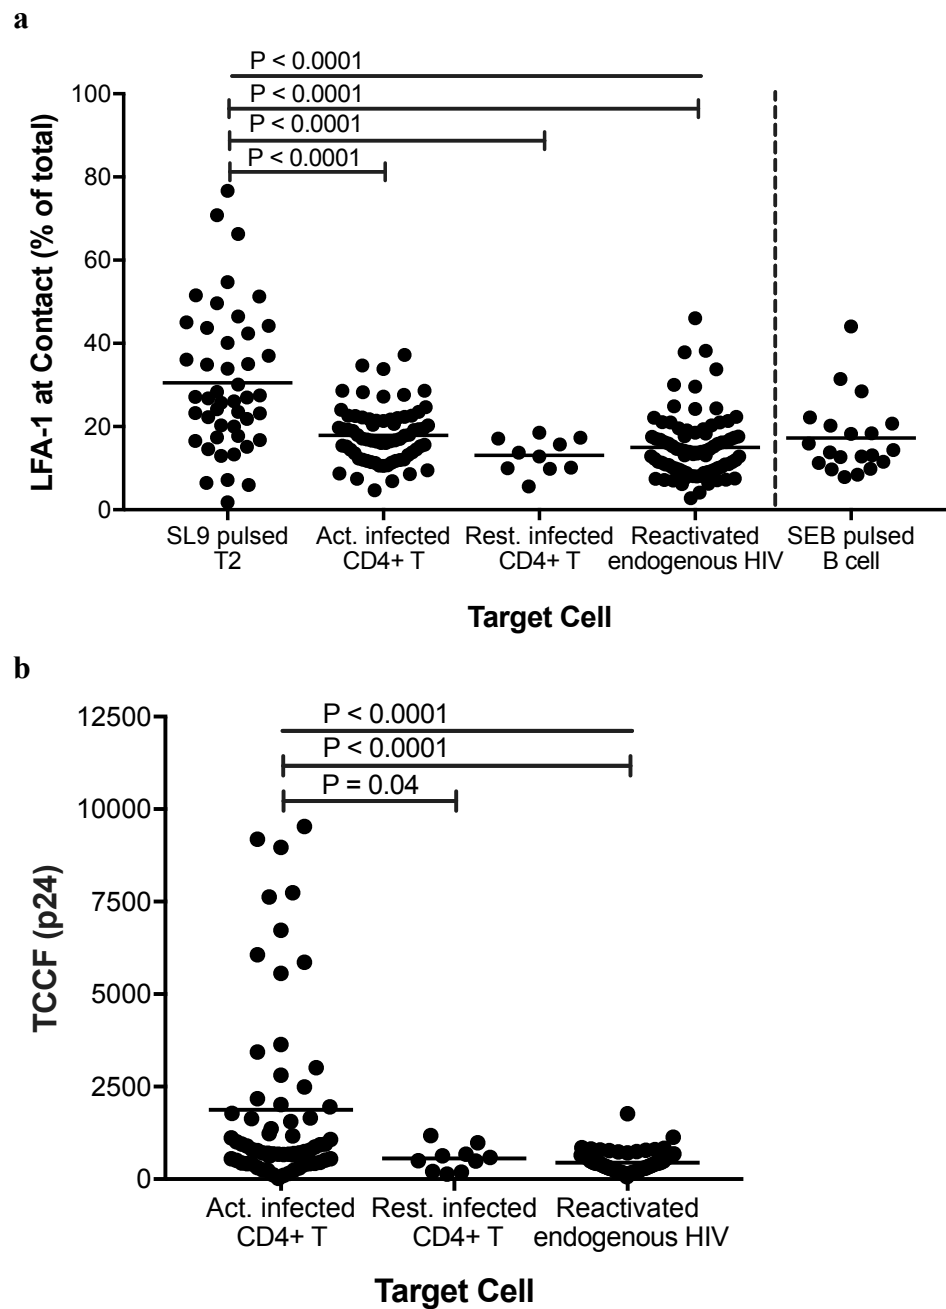 a
P < 0.0001
P < 0.0001
P < 0.0001
P < 0.0001
100
80
60
40
20
0
LFA-1 at Contact (% of total)
SL9 pulsed
T2
Act. infected
CD4+ T
Rest. infected
CD4+ T
Reactivated
endogenous HIV
SEB pulsed
B cell
Target Cell
b
P < 0.0001
P < 0.0001
P = 0.04
12500
10000
7500
5000
2500
0
TCCF (p24)
Act. infected
CD4+ T
Rest. infected
CD4+ T
Reactivated
endogenous HIV
Target Cell